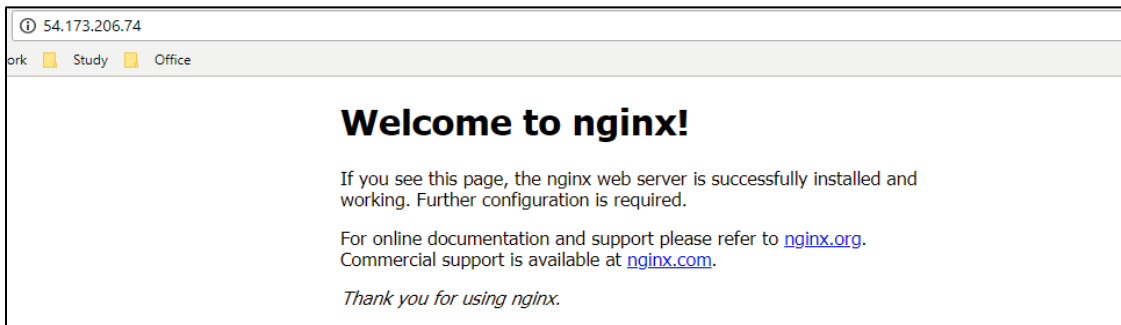 54.173.206.74
ork Study Office
Welcome to nginx!
If you see this page, the nginx web server is successfully installed and
working. Further configuration is required.
For online documentation and support please refer to nginx.org.
Commercial support is available at nginx.com.
Thank you for using nginx.